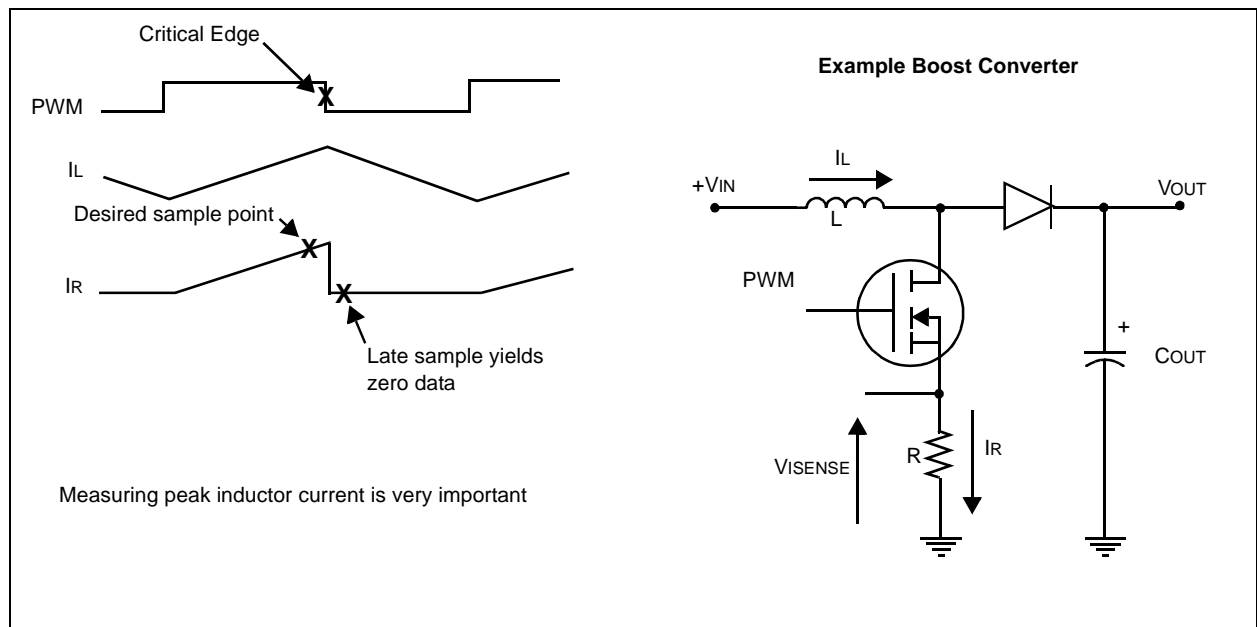 Critical Edge
X
PWM
IL
Desired sample point
X
IR
X
Late sample yields
zero data
Measuring peak inductor current is very important
Example Boost Converter
IL
+VIN
L
VOUT
PWM
+
COUT
VISENSE
R
IR